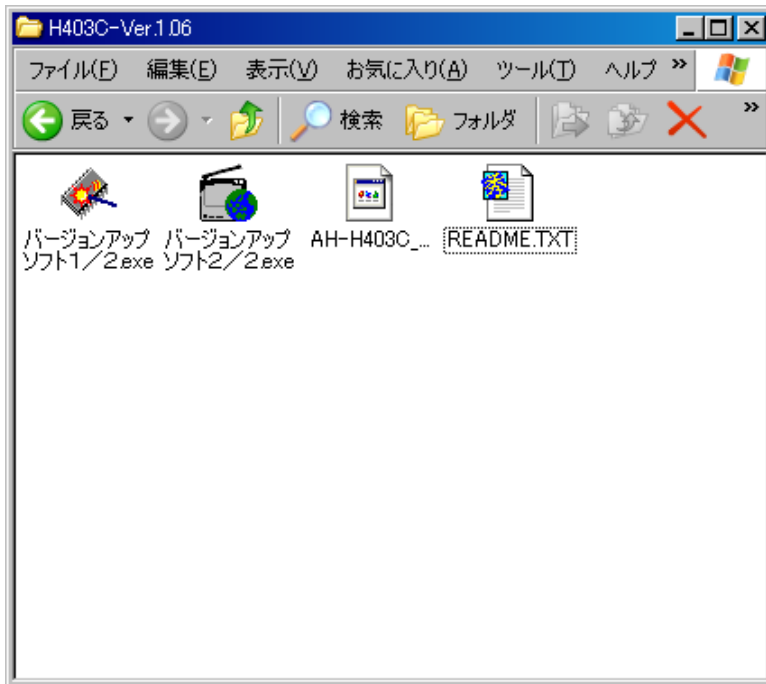 H403C-Ver.1.06
ファイル(F) 編集(E) 表示(V) お気に入り(A) ツール(T) ヘルプ »
戻る 検索 フォルダ »
バージョンアップ
ソフト1／2.exe
バージョンアップ
ソフト2／2.exe
AH-H403C_...
README.TXT